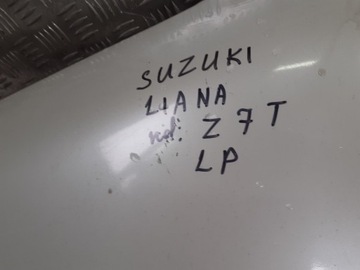 SUZUKI
LIANA
kol: Z7T
LP